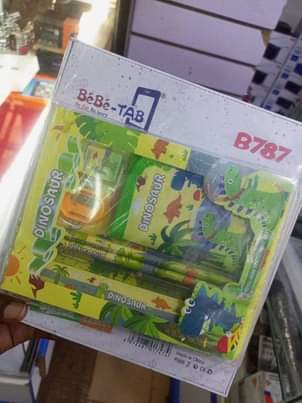 BéBé-TAB
B787
DINOSAUR
DINOSAUR
DINOSAUR
Made in China